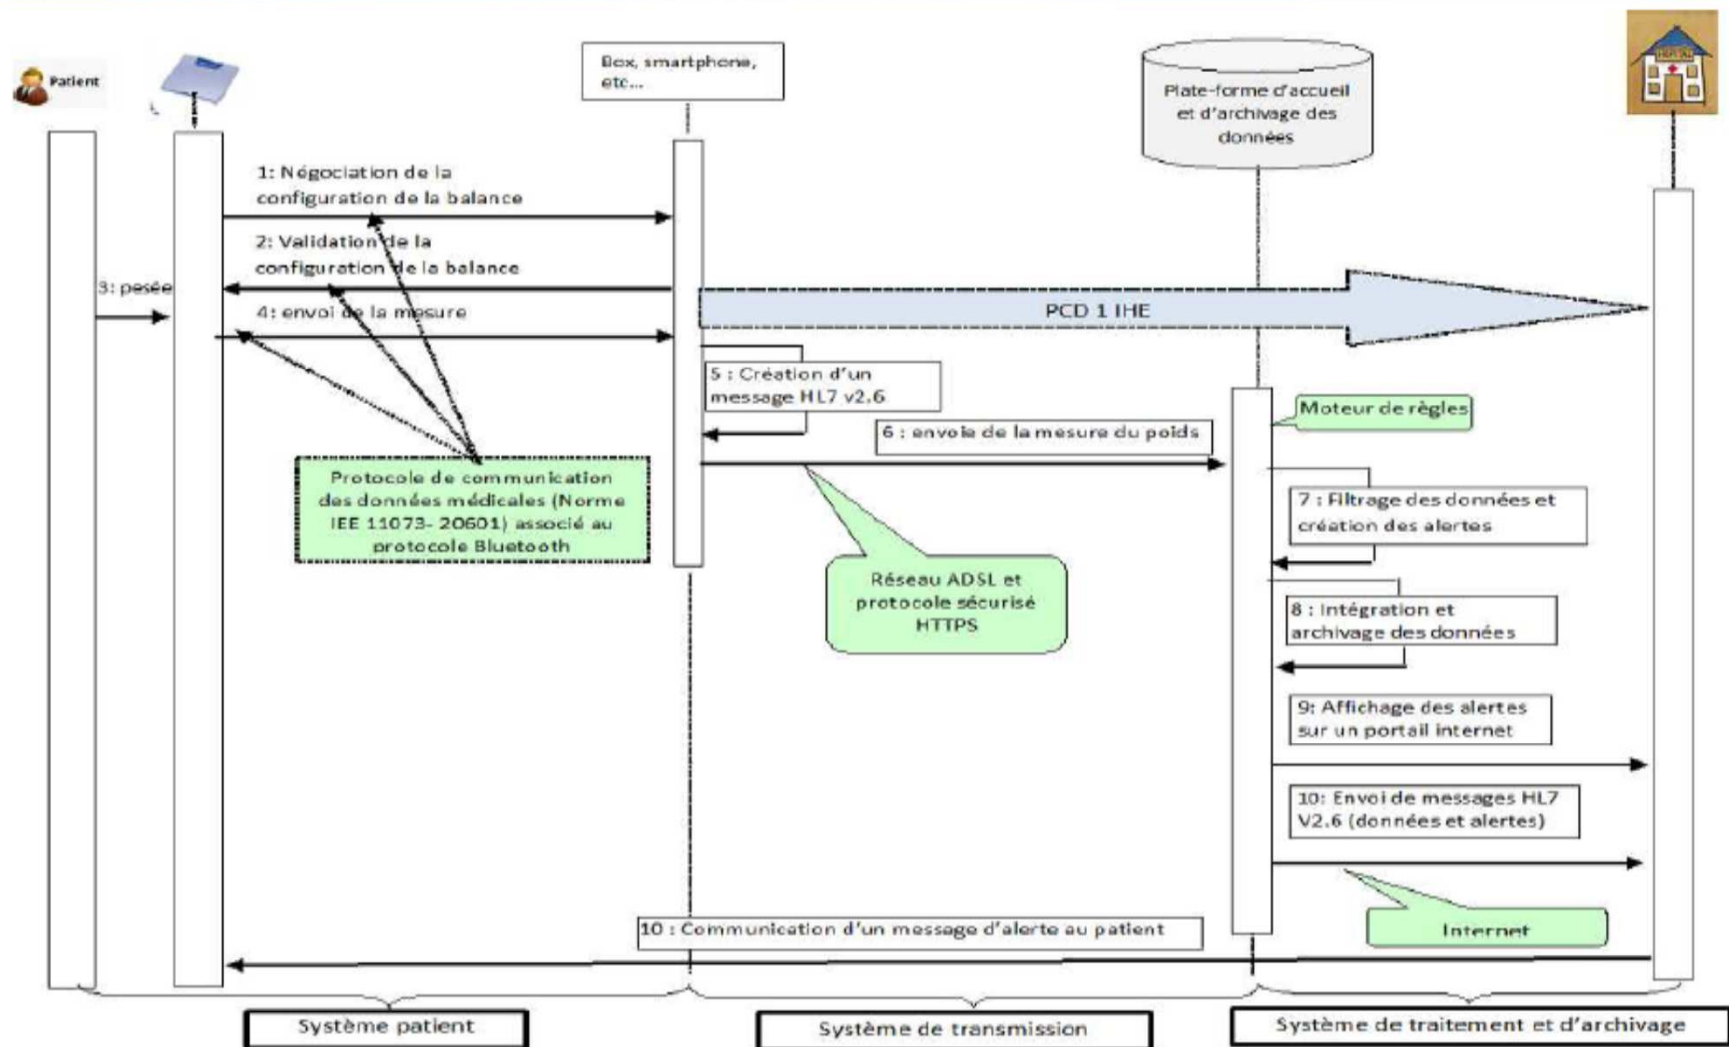 Patient
Box, smartphone,
etc...
Plate-forme d'accueil
et d'archivage des
données
HOPITAL
1: Négociation de la
configuration de la balance
2: Validation de la
configuration de la balance
3: pesée
4: envoi de la mesure
PCD 1 IHE
5 : Création d'un
message HL7 v2.6
Moteur de règles
6 : envoie de la mesure du poids
Protocole de communication
des données médicales (Norme
IEE 11073- 20601) associé au
protocole Bluetooth
7 : Filtrage des données et
création des alertes
Réseau ADSL et
protocole sécurisé
HTTPS
8 : Intégration et
archivage des données
9: Affichage des alertes
sur un portail internet
10: Envoi de messages HL7
V2.6 (données et alertes)
Internet
10 : Communication d'un message d'alerte au patient
Système patient
Système de transmission
Système de traitement et d'archivage